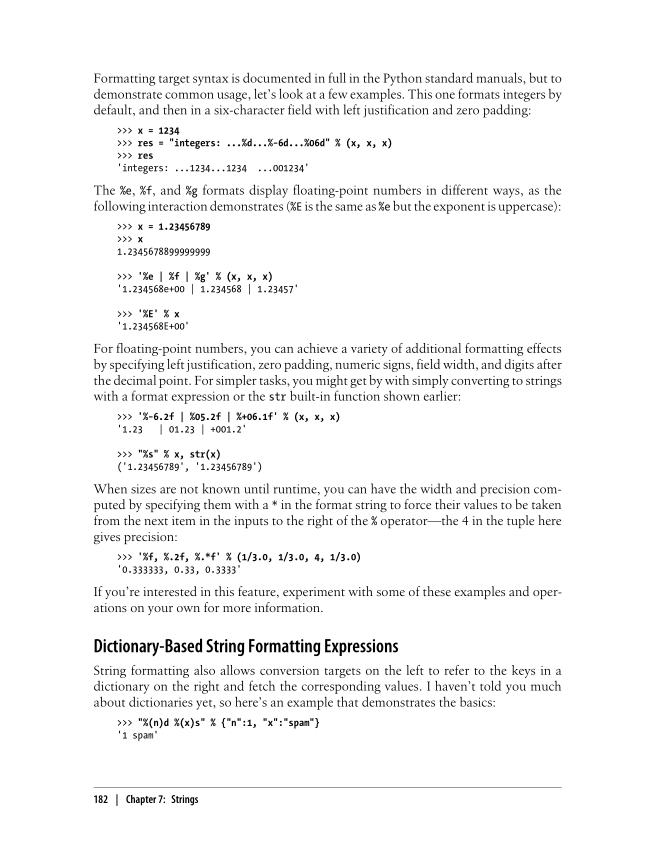 Formatting target syntax is documented in full in the Python standard manuals, but to
demonstrate common usage, let's look at a few examples. This one formats integers by
default, and then in a six-character field with left justification and zero padding:
>>> x = 1234
>>> res = "integers: ...%d...%-6d...%06d" % (x, x, x)
>>> res
'integers: ...1234...1234  ...001234'
The %e, %f, and %g formats display floating-point numbers in different ways, as the
following interaction demonstrates (%E is the same as %e but the exponent is uppercase):
>>> x = 1.23456789
>>> x
1.2345678899999999
>>> '%e | %f | %g' % (x, x, x)
'1.234568e+00 | 1.234568 | 1.23457'
>>> '%E' % x
'1.234568E+00'
For floating-point numbers, you can achieve a variety of additional formatting effects
by specifying left justification, zero padding, numeric signs, field width, and digits after
the decimal point. For simpler tasks, you might get by with simply converting to strings
with a format expression or the str built-in function shown earlier:
>>> '%-6.2f | %05.2f | %+06.1f' % (x, x, x)
'1.23   | 01.23 | +001.2'
>>> "%s" % x, str(x)
('1.23456789', '1.23456789')
When sizes are not known until runtime, you can have the width and precision com-
puted by specifying them with a * in the format string to force their values to be taken
from the next item in the inputs to the right of the % operator—the 4 in the tuple here
gives precision:
>>> '%f, %.2f, %.*f' % (1/3.0, 1/3.0, 4, 1/3.0)
'0.333333, 0.33, 0.3333'
If you're interested in this feature, experiment with some of these examples and oper-
ations on your own for more information.
Dictionary-Based String Formatting Expressions
String formatting also allows conversion targets on the left to refer to the keys in a
dictionary on the right and fetch the corresponding values. I haven't told you much
about dictionaries yet, so here's an example that demonstrates the basics:
>>> "%(n)d %(x)s" % {"n":1, "x":"spam"}
'1 spam'
182 | Chapter 7: Strings